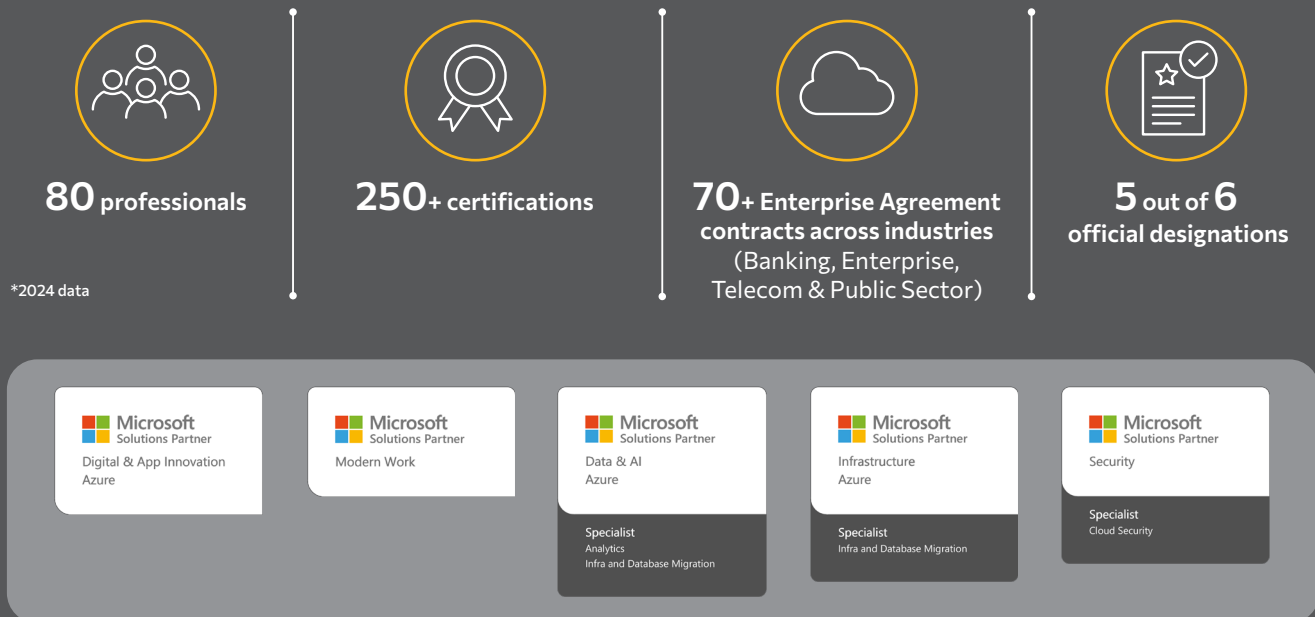 80 professionals
250+ certifications
70+ Enterprise Agreement
contracts across industries
(Banking, Enterprise,
Telecom & Public Sector)
5 out of 6
official designations
*2024 data
Microsoft
Solutions Partner
Digital & App Innovation
Azure
Microsoft
Solutions Partner
Modern Work
Microsoft
Solutions Partner
Data & AI
Azure
Specialist
Analytics
Infra and Database Migration
Microsoft
Solutions Partner
Infrastructure
Azure
Specialist
Infra and Database Migration
Microsoft
Solutions Partner
Security
Specialist
Cloud Security